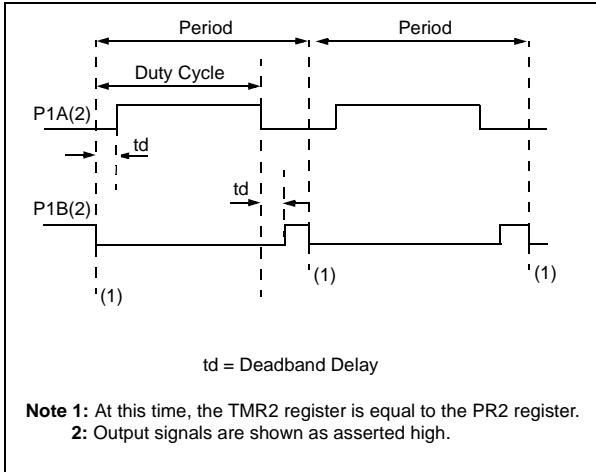 Period Period
Duty Cycle
P1A(2)
td
td
P1B(2)
(1) (1) (1)
td = Deadband Delay
Note 1: At this time, the TMR2 register is equal to the PR2 register.
2: Output signals are shown as asserted high.